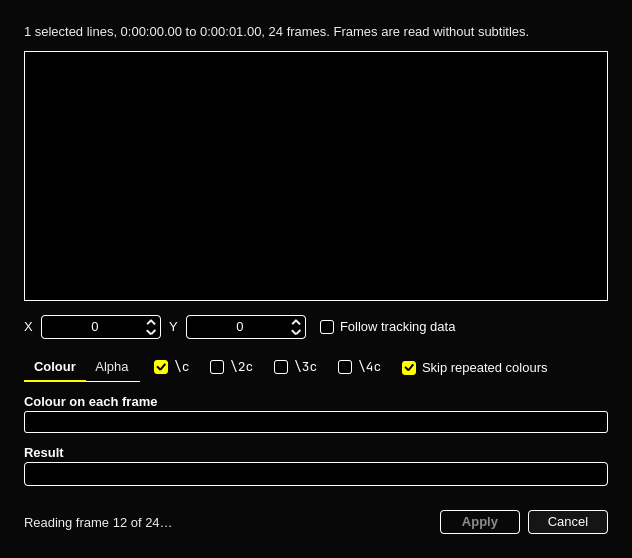 1 selected lines, 0:00:00.00 to 0:00:01.00, 24 frames. Frames are read without subtitles.
X 0 Y 0 Follow tracking data
Colour Alpha \c \2c \3c \4c Skip repeated colours
Colour on each frame
Result
Reading frame 12 of 24… Apply Cancel